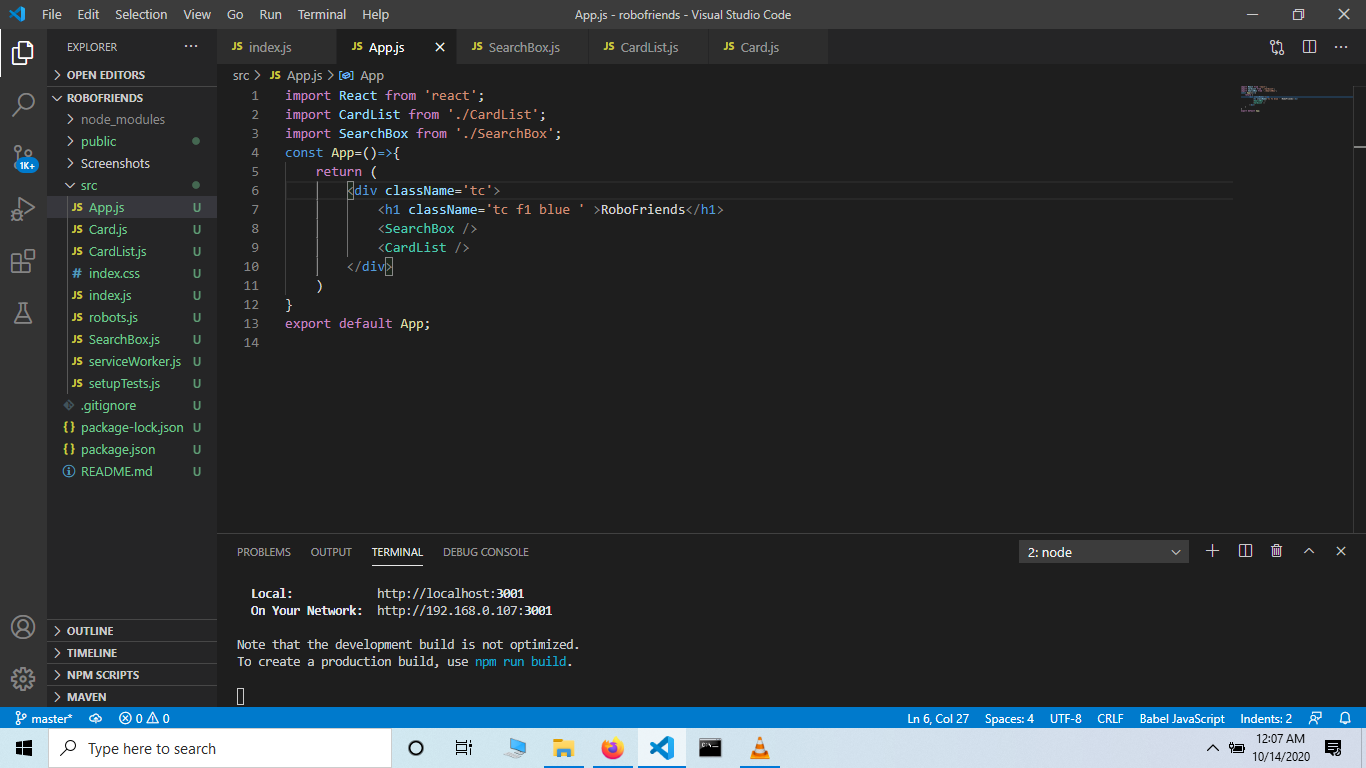 File Edit Selection View Go Run Terminal Help App.js - robofriends - Visual Studio Code
EXPLORER ···
OPEN EDITORS
ROBOFRIENDS
node_modules
public
Screenshots
src
JS App.js U
JS Card.js U
JS CardList.js U
# index.css U
JS index.js U
JS robots.js U
JS SearchBox.js U
JS serviceWorker.js U
JS setupTests.js U
.gitignore U
{} package-lock.json U
{} package.json U
README.md U
OUTLINE
TIMELINE
NPM SCRIPTS
MAVEN
1K+
JS index.js JS App.js JS SearchBox.js JS CardList.js JS Card.js
src > JS App.js > App
1 import React from 'react';
2 import CardList from './CardList';
3 import SearchBox from './SearchBox';
4 const App=()=>{
5 return (
6 <div className='tc'>
7 <h1 className='tc f1 blue ' >RoboFriends</h1>
8 <SearchBox />
9 <CardList />
10 </div>
11 )
12 }
13 export default App;
14
PROBLEMS OUTPUT TERMINAL DEBUG CONSOLE 2: node
Local: http://localhost:3001
On Your Network: http://192.168.0.107:3001
Note that the development build is not optimized.
To create a production build, use npm run build.
master* 0 0 Ln 6, Col 27 Spaces: 4 UTF-8 CRLF Babel JavaScript Indents: 2
Type here to search
12:07 AM
10/14/2020